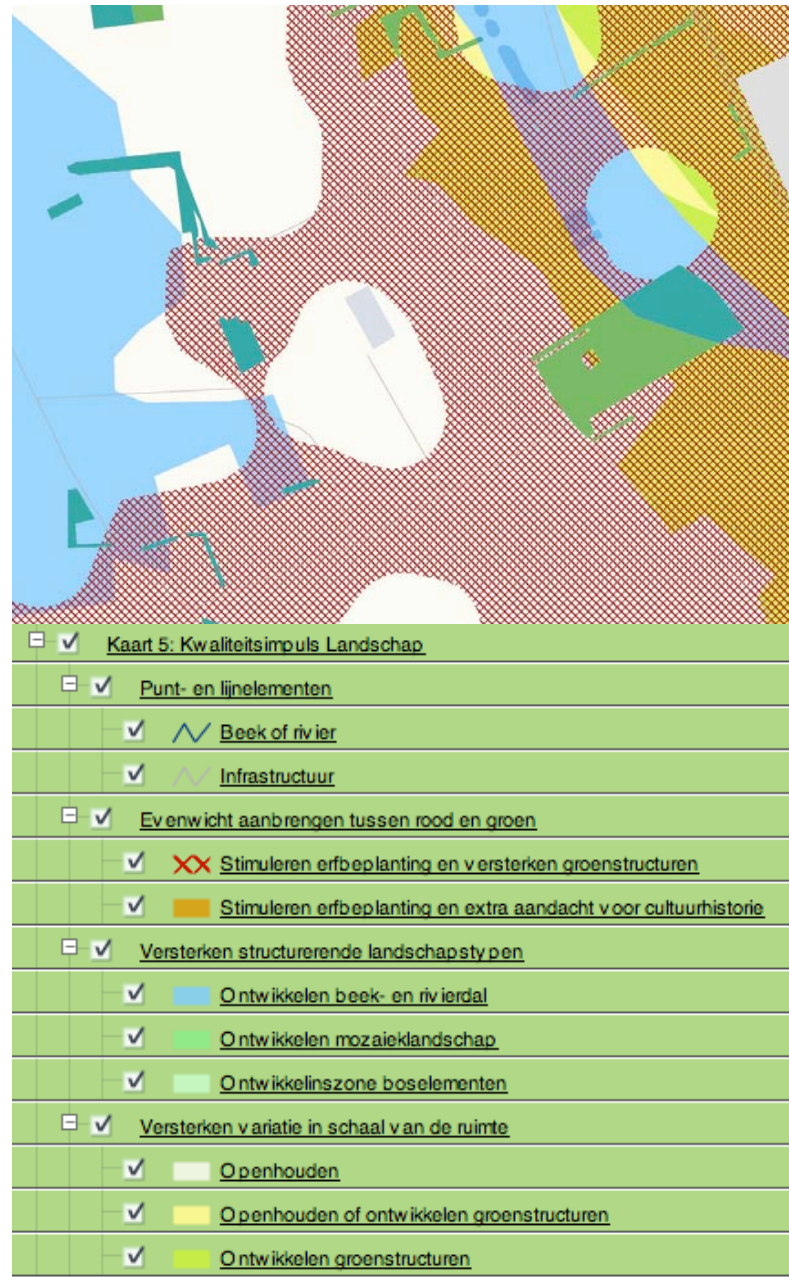 Kaart 5: Kwaliteitsimpuls Landschap
Punt- en lijnelementen
Beek of rivier
Infrastructuur
Evenwicht aanbrengen tussen rood en groen
Stimuleren erfbeplanting en versterken groenstructuren
Stimuleren erfbeplanting en extra aandacht voor cultuurhistorie
Versterken structurerende landschapstypen
Ontwikkelen beek- en rivierdal
Ontwikkelen mozaieklandschap
Ontwikkelinszone boselementen
Versterken variatie in schaal van de ruimte
Openhouden
Openhouden of ontwikkelen groenstructuren
Ontwikkelen groenstructuren